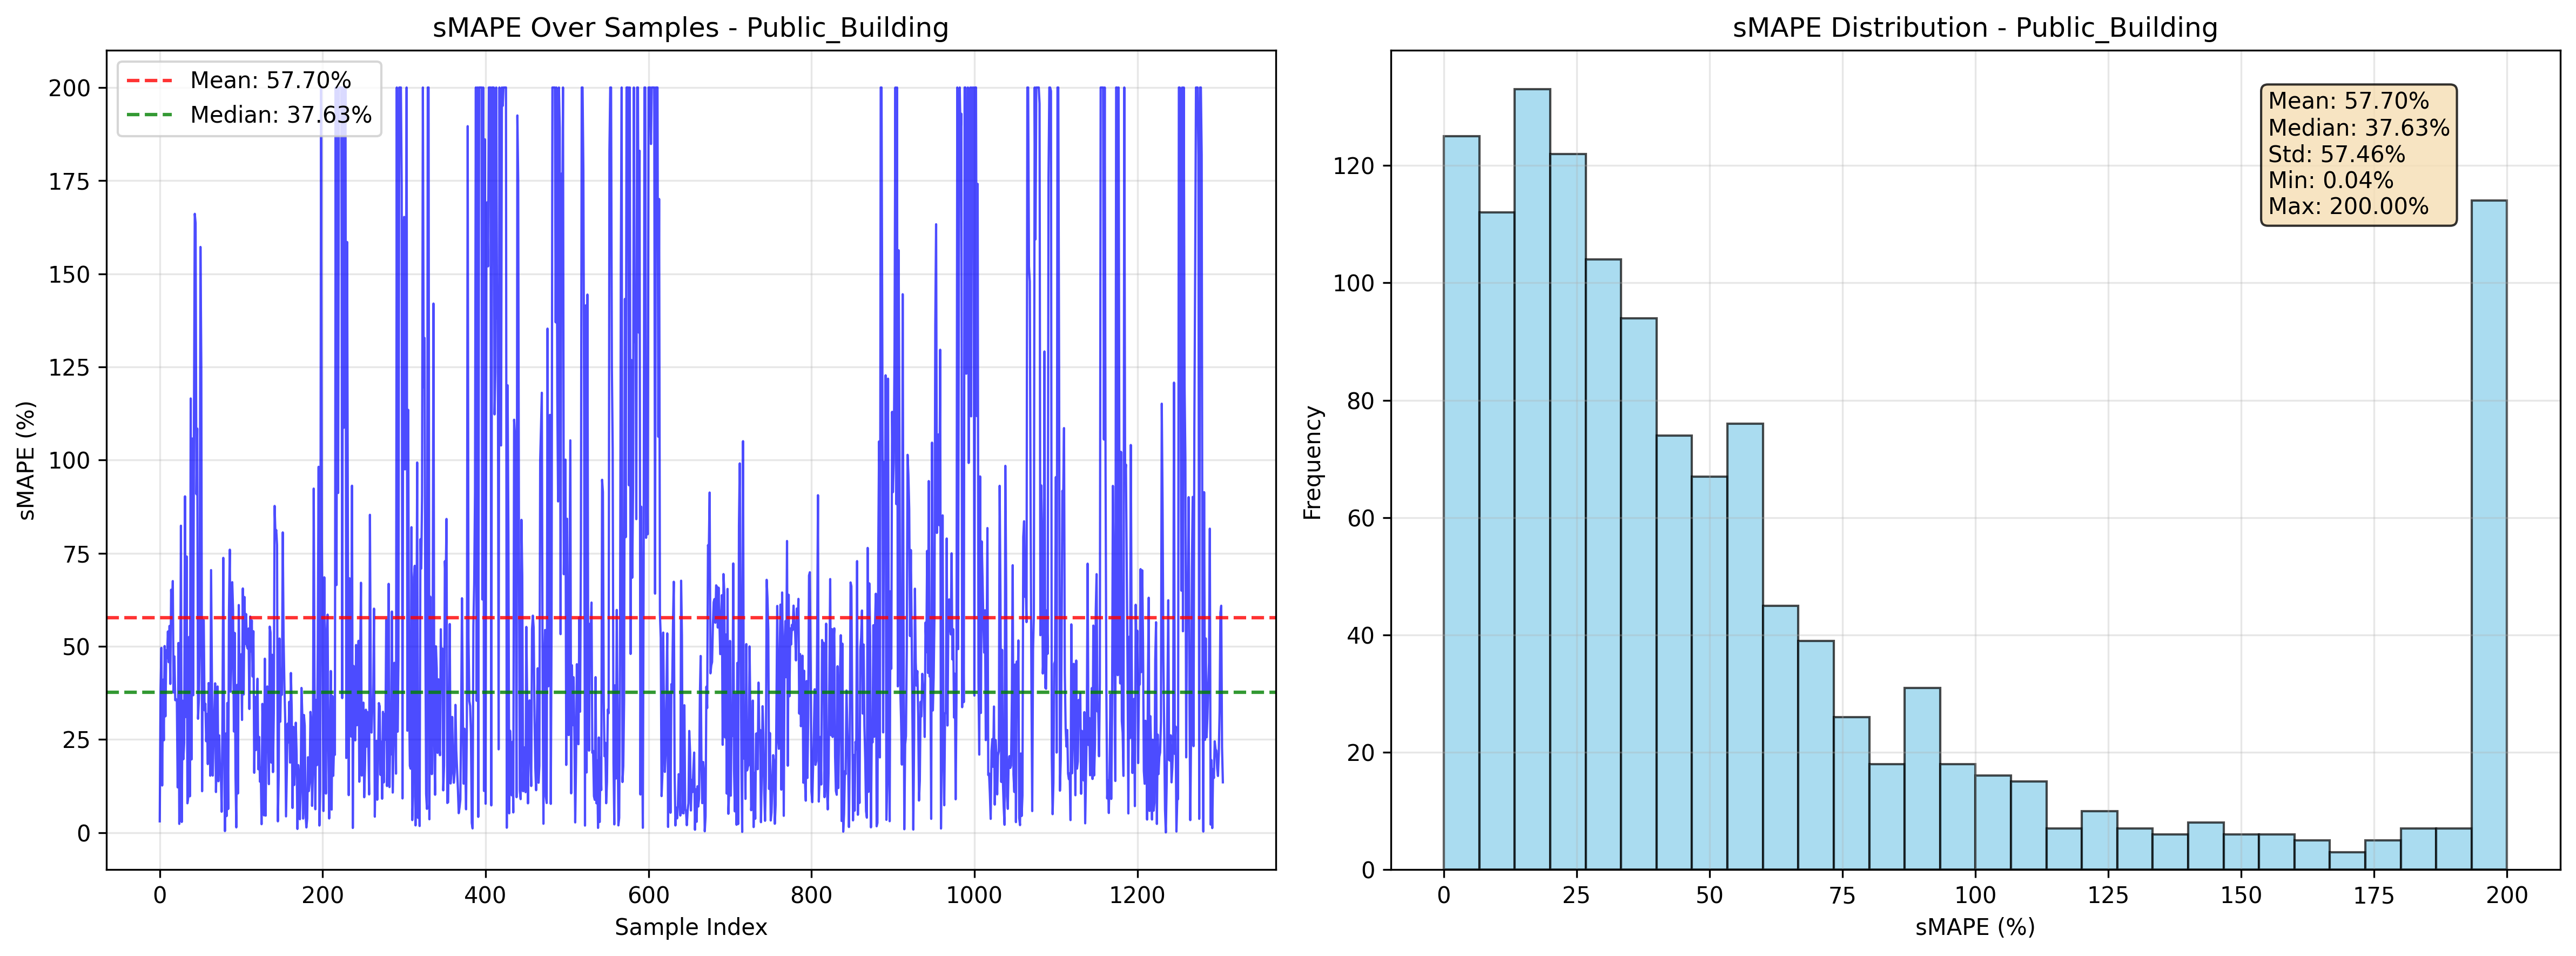 sMAPE Over Samples - Public_Building
Mean: 57.70%
Median: 37.63%
200
175
150
125
100
75
50
25
0
sMAPE (%)
0 200 400 600 800 1000 1200
Sample Index
sMAPE Distribution - Public_Building
Mean: 57.70%
Median: 37.63%
Std: 57.46%
Min: 0.04%
Max: 200.00%
120
100
80
60
40
20
0
Frequency
0 25 50 75 100 125 150 175 200
sMAPE (%)